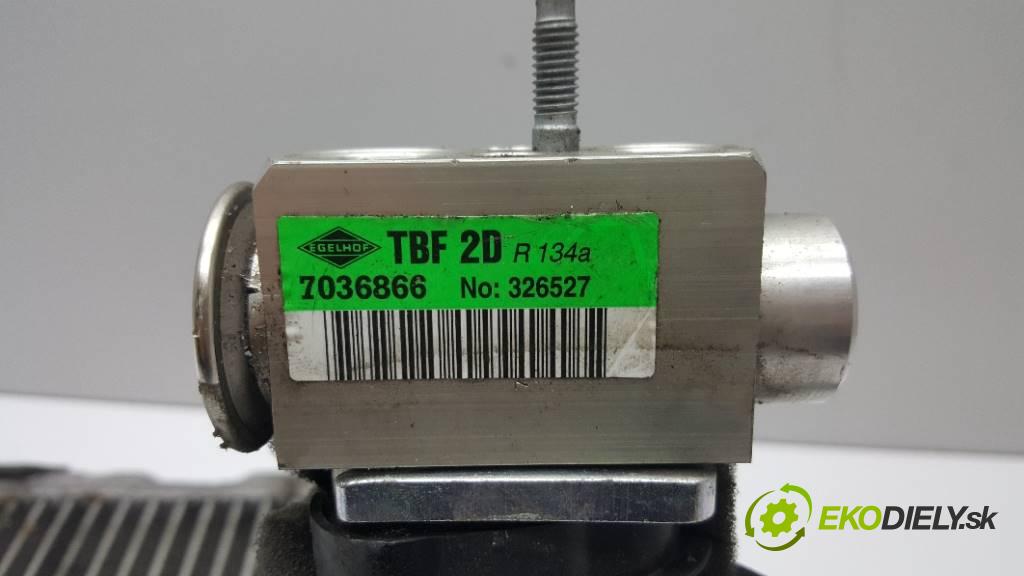 EGELHOF TBF 2D R 134a
7036866 No: 326527
EKODIELY.sk